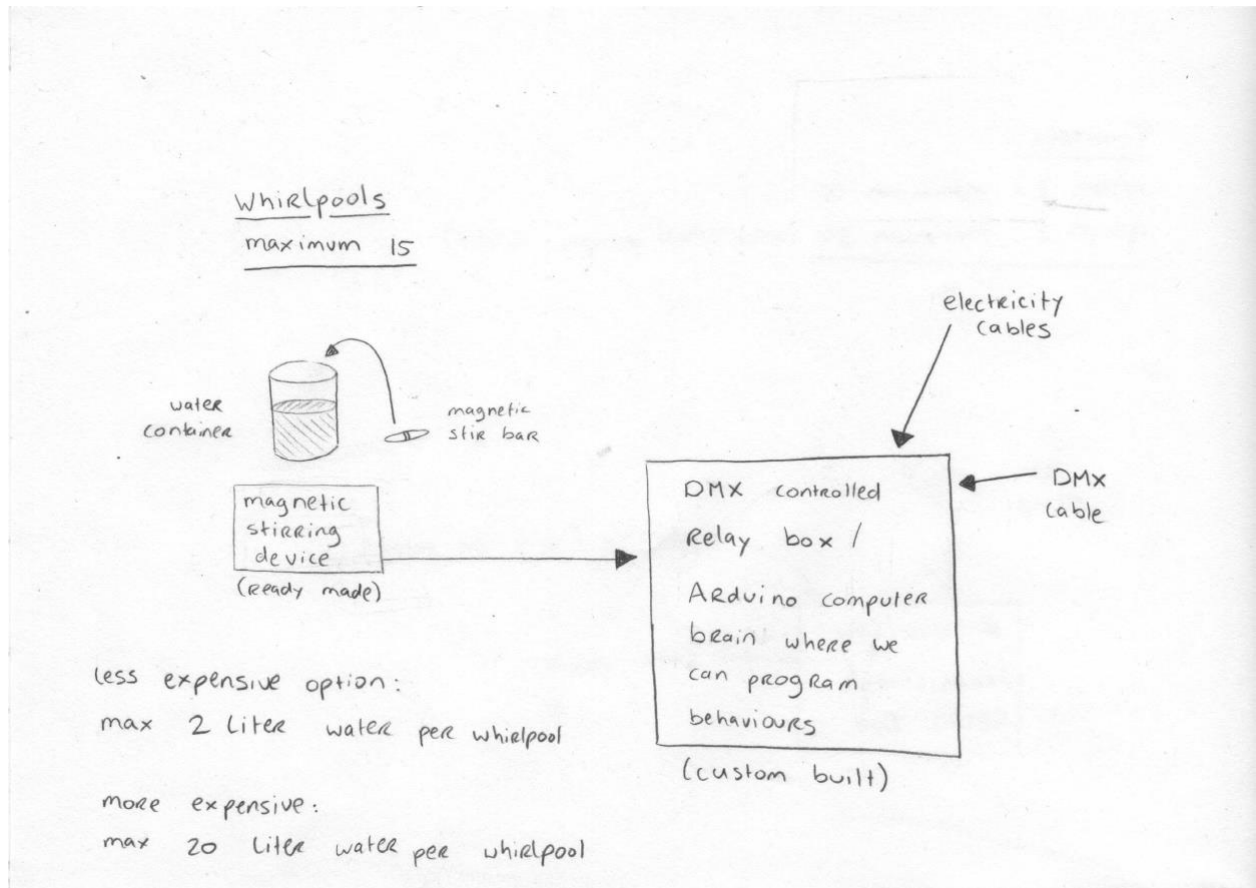 Whirlpools
maximum 15
electricity
cables
water
container
magnetic
stir bar
magnetic
stirring
device
(Ready made)
DMX controlled
Relay box /
Arduino computer
brain where we
can program
behaviours
(custom built)
DMX
cable
less expensive option:
max 2 Liter water per whirlpool
more expensive:
max 20 Liter water per whirlpool